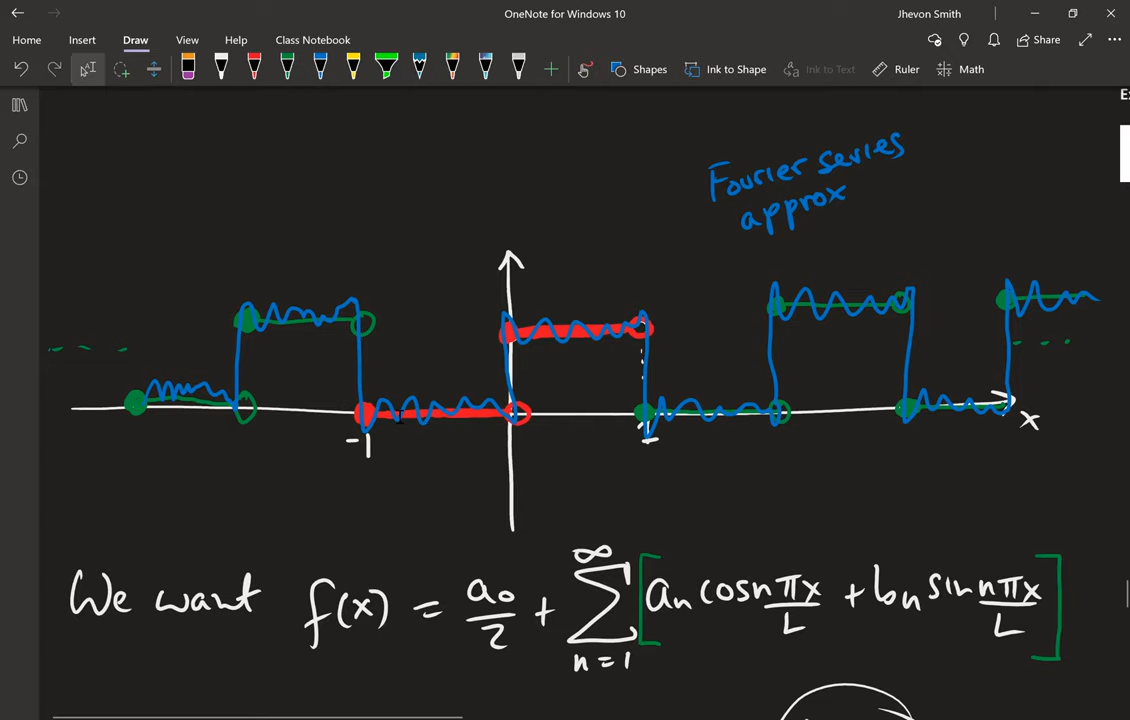 OneNote for Windows 10
Jhevon Smith
Home Insert Draw View Help Class Notebook
Share
Shapes Ink to Shape Ink to Text Ruler Math
Fourier series
approx
-1 1
x
We want f(x) = a₀/2 + ∑_{n=1}^{∞} [aₙ cos nπx/L + bₙ sin nπx/L]